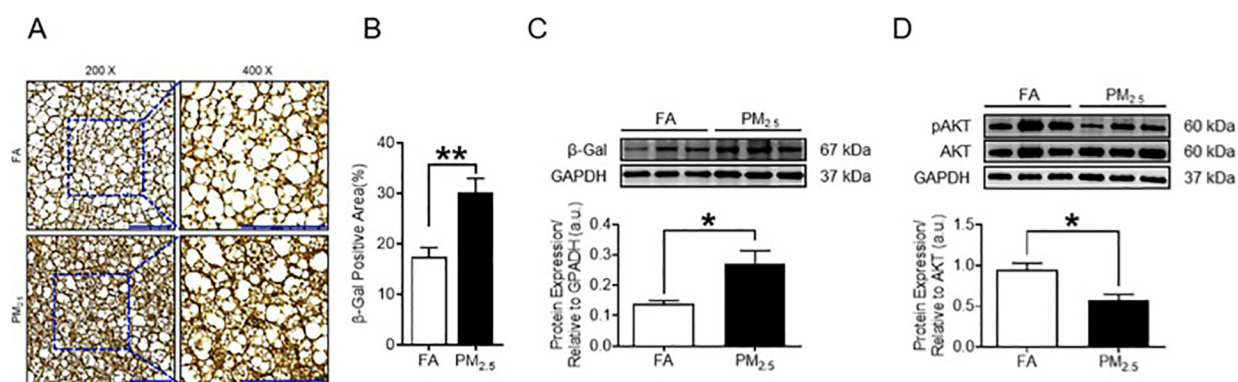 A
B
C
D
200 X
400 X
FA
PM2.5
β-Gal Positive Area(%)
40
30
20
10
0
**
FA
PM2.5
FA
PM2.5
β-Gal
67 kDa
GAPDH
37 kDa
Protein Expression/
Relative to GPADH (a.u.)
0.4
0.3
0.2
0.1
0.0
*
FA
PM2.5
FA
PM2.5
pAKT
60 kDa
AKT
60 kDa
GAPDH
37 kDa
Protein Expression/
Relative to AKT (a.u.)
1.5
1.0
0.5
0.0
*
FA
PM2.5